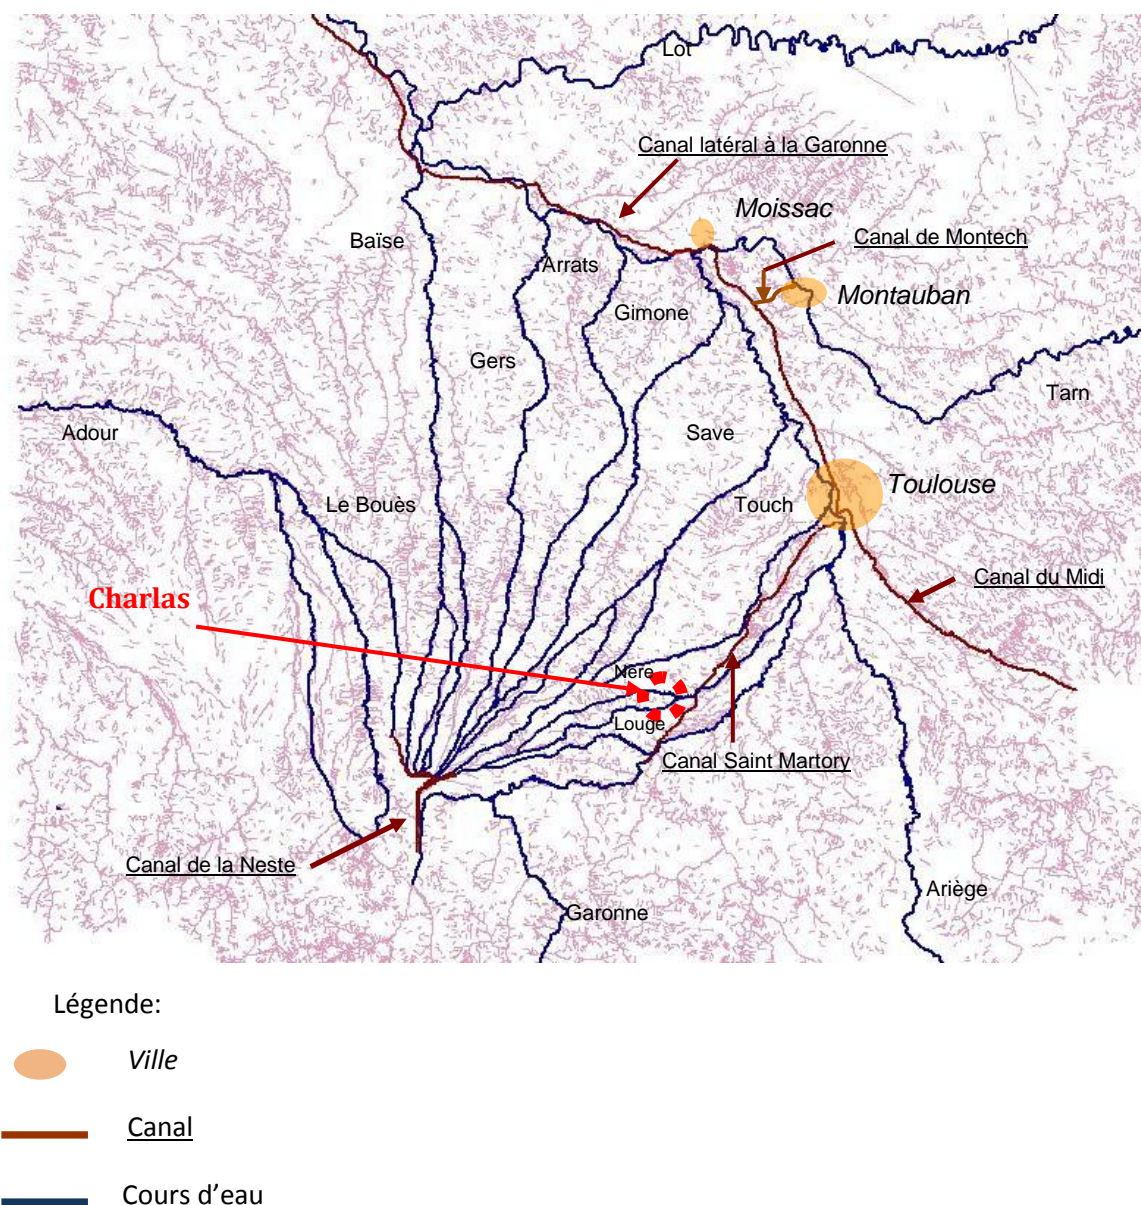 Lot
Canal latéral à la Garonne
Moissac
Baïse
Canal de Montech
Arrats
Montauban
Gimone
Gers
Tarn
Adour
Save
Toulouse
Le Bouès
Touch
Canal du Midi
Charlas
Nère
Louge
Canal Saint Martory
Canal de la Neste
Ariège
Garonne
Légende:
Ville
Canal
Cours d’eau